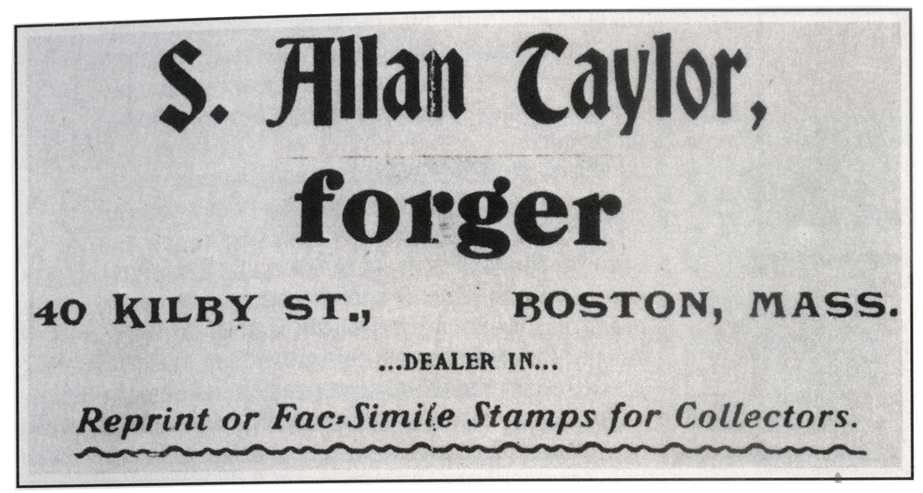 S. Allan Taylor,
forger
40 KILBY ST., BOSTON, MASS.
...DEALER IN...
Reprint or Fac-Simile Stamps for Collectors.